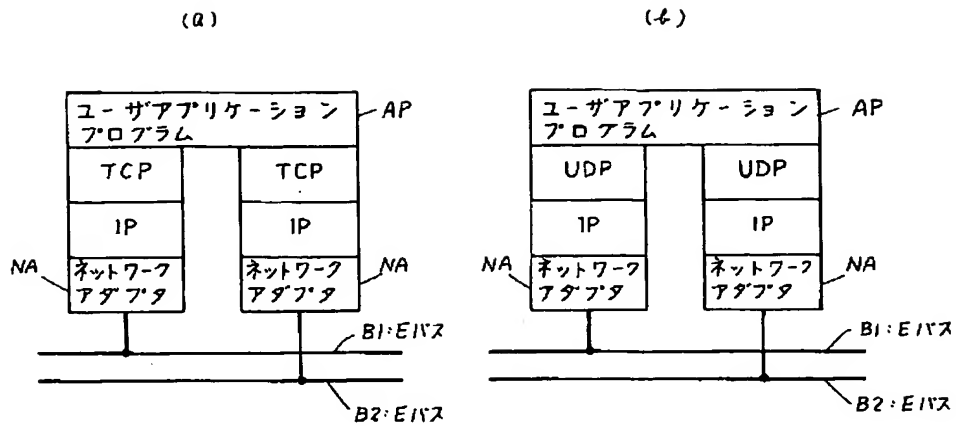 (a)
ユーザアプリケーション
プログラム
AP
TCP
TCP
IP
IP
NA
ネットワーク
アダプタ
ネットワーク
アダプタ
NA
B1:Eバス
B2:Eバス
(b)
ユーザアプリケーション
プログラム
AP
UDP
UDP
IP
IP
NA
ネットワーク
アダプタ
ネットワーク
アダプタ
NA
B1:Eバス
B2:Eバス